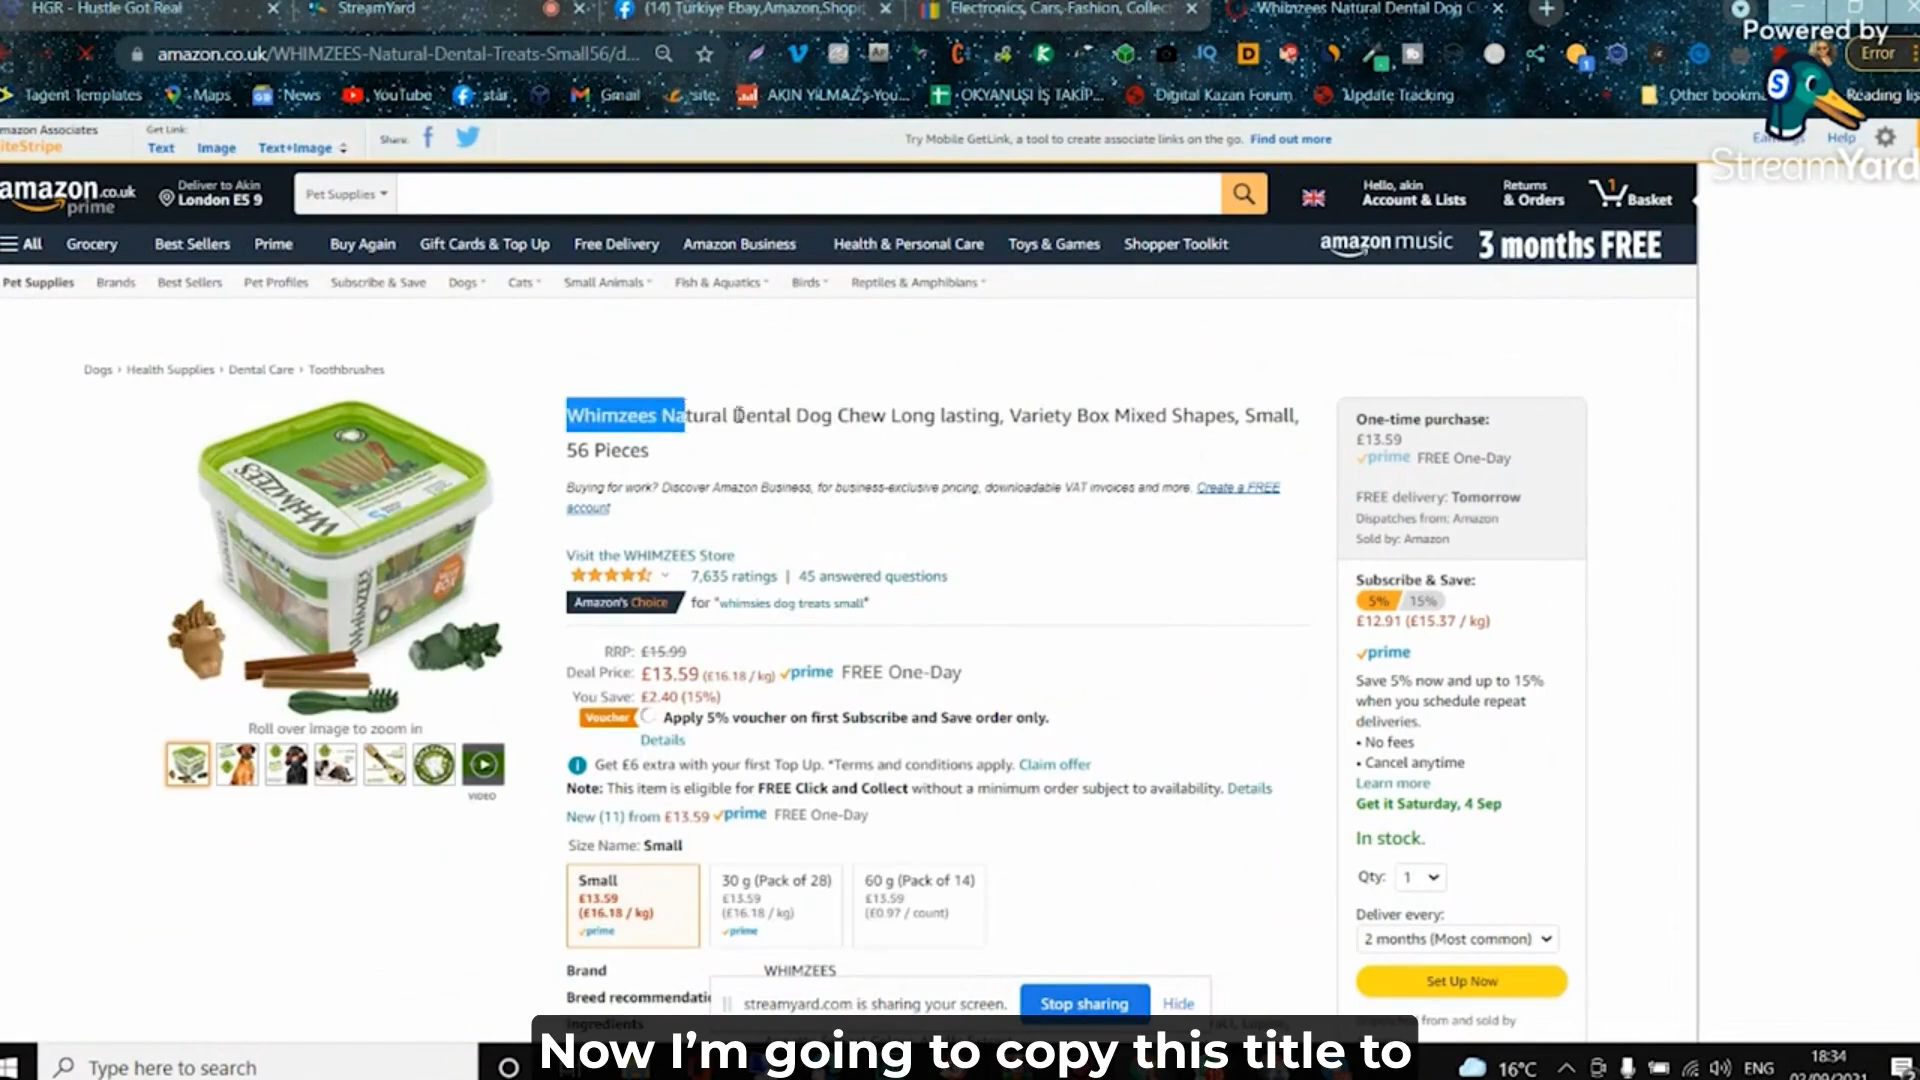 HGR - Hustle Got Real
StreamYard
(14) Türkiye Ebay,Amazon,Shopi
Electronics, Cars, Fashion, Collec
Whimzees Natural Dental Dog C
Powered by
amazon.co.uk/WHIMZEES-Natural-Dental-Treats-Small56/d...
Error
Tagent Templates
Maps
News
YouTube
star
Gmail
site.
AKIN YILMAZ's-You...
OKYANUSI İŞ TAKİP...
Digital Kazan Forum
Update Tracking
Other bookm
Reading lis
StreamYard
mazon Associates
iteStripe
Get Link:
Text
Image
Text+Image
Share:
Try Mobile GetLink, a tool to create associate links on the go. Find out more
Help
amazon.co.uk
prime
Deliver to Akin
London E5 9
Pet Supplies
Hello, akin
Account & Lists
Returns
& Orders
1
Basket
All
Grocery
Best Sellers
Prime
Buy Again
Gift Cards & Top Up
Free Delivery
Amazon Business
Health & Personal Care
Toys & Games
Shopper Toolkit
amazon music
3 months FREE
Pet Supplies
Brands
Best Sellers
Pet Profiles
Subscribe & Save
Dogs
Cats
Small Animals
Fish & Aquatics
Birds
Reptiles & Amphibians
Dogs › Health Supplies › Dental Care › Toothbrushes
Whimzees Natural Dental Dog Chew Long lasting, Variety Box Mixed Shapes, Small,
56 Pieces
Buying for work? Discover Amazon Business, for business-exclusive pricing, downloadable VAT invoices and more. Create a FREE
account
Visit the WHIMZEES Store
7,635 ratings | 45 answered questions
Amazon's Choice for "whimsies dog treats small"
RRP: £15.99
Deal Price: £13.59 (£16.18 / kg) prime FREE One-Day
You Save: £2.40 (15%)
Voucher Apply 5% voucher on first Subscribe and Save order only.
Details
Get £6 extra with your first Top Up. *Terms and conditions apply. Claim offer
Note: This item is eligible for FREE Click and Collect without a minimum order subject to availability. Details
New (11) from £13.59 prime FREE One-Day
Size Name: Small
Small
£13.59
(£16.18 / kg)
prime
30 g (Pack of 28)
£13.59
(£16.18 / kg)
prime
60 g (Pack of 14)
£13.59
(£0.97 / count)
Brand WHIMZEES
Breed recommendatio
Ingredients
WHIMZEES
WHIMZEES
WHIMZEES
Roll over image to zoom in
VIDEO
One-time purchase:
£13.59
prime FREE One-Day
FREE delivery: Tomorrow
Dispatches from: Amazon
Sold by: Amazon
Subscribe & Save:
5% 15%
£12.91 (£15.37 / kg)
prime
Save 5% now and up to 15%
when you schedule repeat
deliveries.
• No fees
• Cancel anytime
Learn more
Get it Saturday, 4 Sep
In stock.
Qty: 1
Deliver every:
2 months (Most common)
Set Up Now
from and sold by
streamyard.com is sharing your screen.
Stop sharing
Hide
Now I'm going to copy this title to
Type here to search
16°C
ENG
18:34